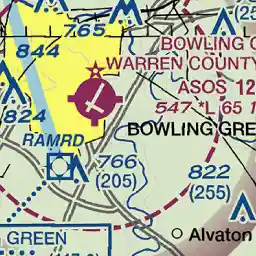 765
(25
844
BOWLING G
WARREN COUNTY
ASOS 12
547 *L 65 1
824
BOWLING GRE
RAMRD
766
(205)
822
(255)
Alvaton
GREEN